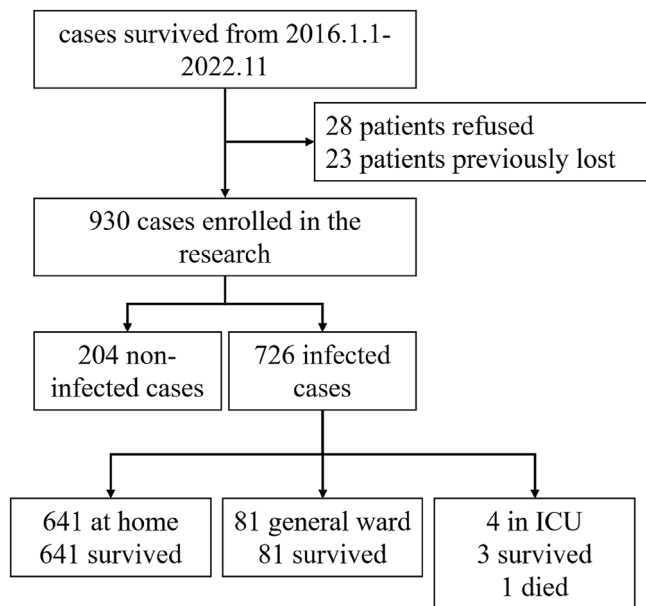 cases survived from 2016.1.1-
2022.11
28 patients refused
23 patients previously lost
930 cases enrolled in the
research
204 non-
infected cases
726 infected
cases
641 at home
641 survived
81 general ward
81 survived
4 in ICU
3 survived
1 died